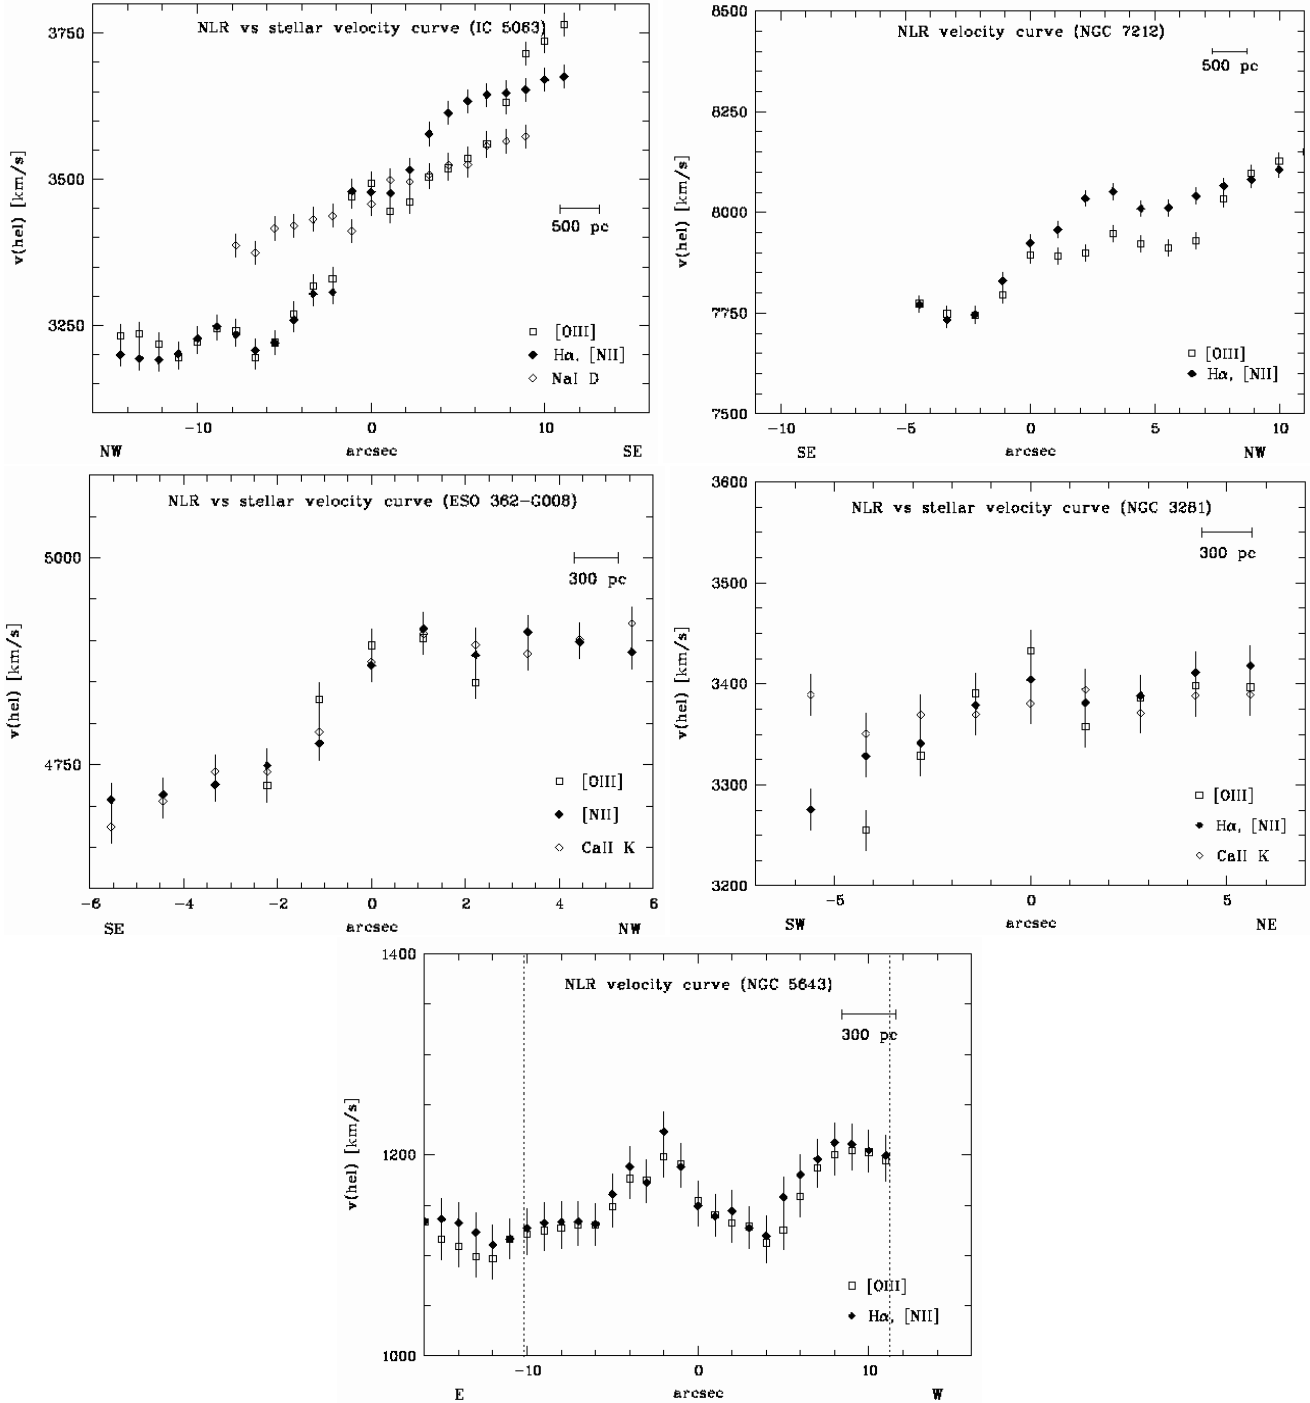 NLR vs stellar velocity curve (IC 5063)
3750
3500
3250
v(hel) [km/s]
500 pc
[OIII]
Hα, [NII]
NaI D
−10
0
10
NW
arcsec
SE
NLR velocity curve (NGC 7212)
8500
8250
8000
7750
7500
v(hel) [km/s]
500 pc
[OIII]
Hα, [NII]
−10
−5
0
5
10
SE
arcsec
NW
NLR vs stellar velocity curve (ESO 362−G008)
5000
4750
v(hel) [km/s]
300 pc
[OIII]
[NII]
CaII K
−6
−4
−2
0
2
4
6
SE
arcsec
NW
NLR vs stellar velocity curve (NGC 3281)
3600
3500
3400
3300
3200
v(hel) [km/s]
300 pc
[OIII]
Hα, [NII]
CaII K
−5
0
5
SW
arcsec
NE
NLR velocity curve (NGC 5643)
1400
1200
1000
v(hel) [km/s]
300 pc
[OIII]
Hα, [NII]
−10
0
10
E
arcsec
W